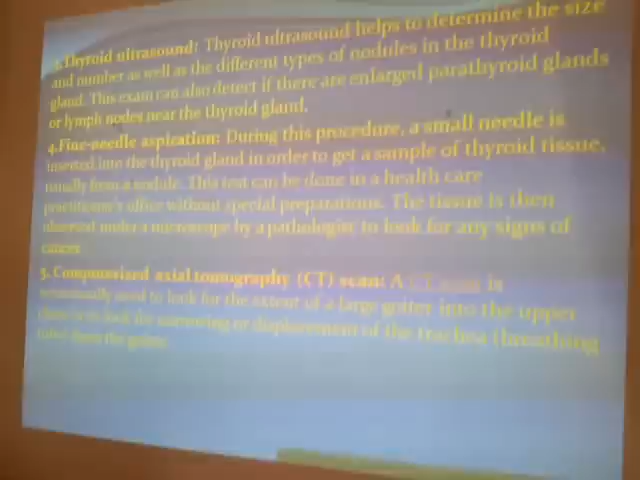 3.Thyroid ultrasound: Thyroid ultrasound helps to determine the size
and number as well as the different types of nodules in the thyroid
gland. This exam can also detect if there are enlarged parathyroid glands
or lymph nodes near the thyroid gland.
4.Fine-needle aspiration: During this procedure, a small needle is
inserted into the thyroid gland in order to get a sample of thyroid tissue,
usually from a nodule. This test can be done in a health care
practitioner's office without special preparations. The tissue is then
observed under a microscope by a pathologist to look for any signs of
cancer.
5. Computerized axial tomography (CT) scan: A CT scan is
occasionally used to look for the extent of a large goiter into the upper
chest or to look for narrowing or displacement of the trachea (breathing
tube) from the goiter.